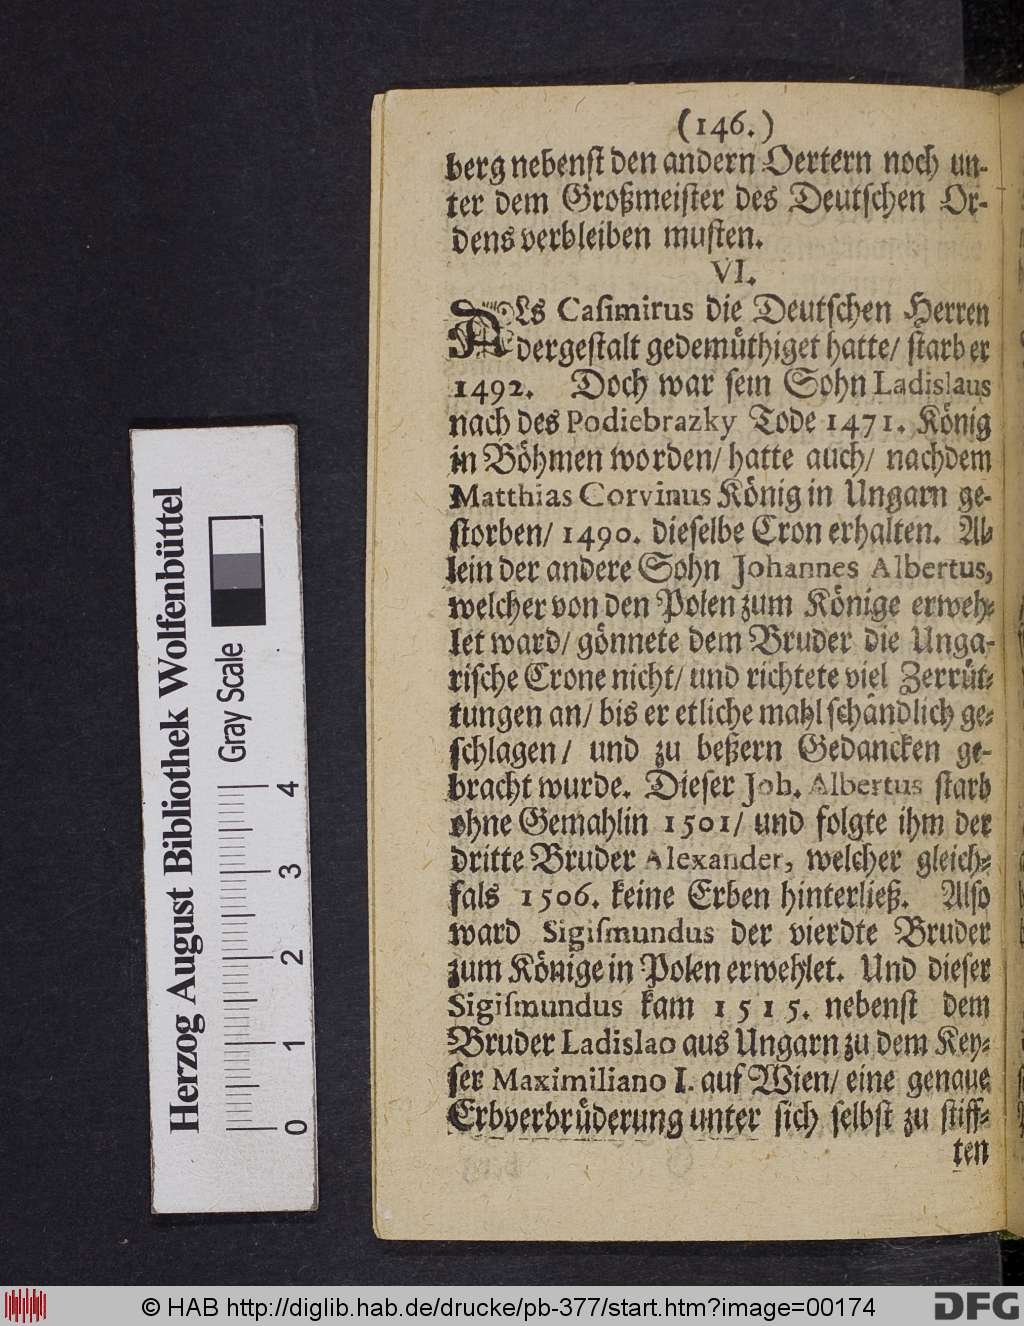 (146.)
berg nebenſt den andern Oertern noch un-
ter dem Großmeiſter des Deutſchen Or-
dens verbleiben muſten.
VI.
ALs Caſimirus die Deutſchen Herren
dergeſtalt gedemüthiget hatte/ ſtarb er
1492. Doch war ſein Sohn Ladislaus
nach des Podiebrazky Tode 1471. König
in Böhmen worden/ hatte auch/ nachdem
Matthias Corvinus König in Ungarn ge-
ſtorben/ 1490. dieſelbe Cron erhalten. Al-
lein der andere Sohn Johannes Albertus,
welcher von den Polen zum Könige erweh-
let ward/ gönnete dem Bruder die Unga-
riſche Crone nicht/ und richtete viel Zerrüt-
tungen an/ bis er etliche mahl ſchändlich ge-
ſchlagen/ und zu beßern Gedancken ge-
bracht wurde. Dieſer Joh. Albertus ſtarb
ohne Gemahlin 1501/ und folgte ihm der
dritte Bruder Alexander, welcher gleich-
fals 1506. keine Erben hinterließ. Alſo
ward Sigiſmundus der vierdte Bruder
zum Könige in Polen erwehlet. Und dieſer
Sigiſmundus kam 1515. nebenſt dem
Bruder Ladislao aus Ungarn zu dem Key-
ſer Maximiliano I. auf Wien/ eine genaue
Erbverbrüderung unter ſich ſelbſt zu ſtiff-
ten
Herzog August Bibliothek Wolfenbüttel
Gray Scale
0 1 2 3 4
© HAB http://diglib.hab.de/drucke/pb-377/start.htm?image=00174
DFG